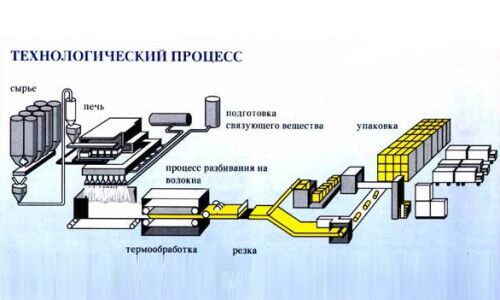 ТЕХНОЛОГИЧЕСКИЙ ПРОЦЕСС
сырье
печь
подготовка
связующего вещества
упаковка
процесс разбивания на
волокна
термообработка
резка